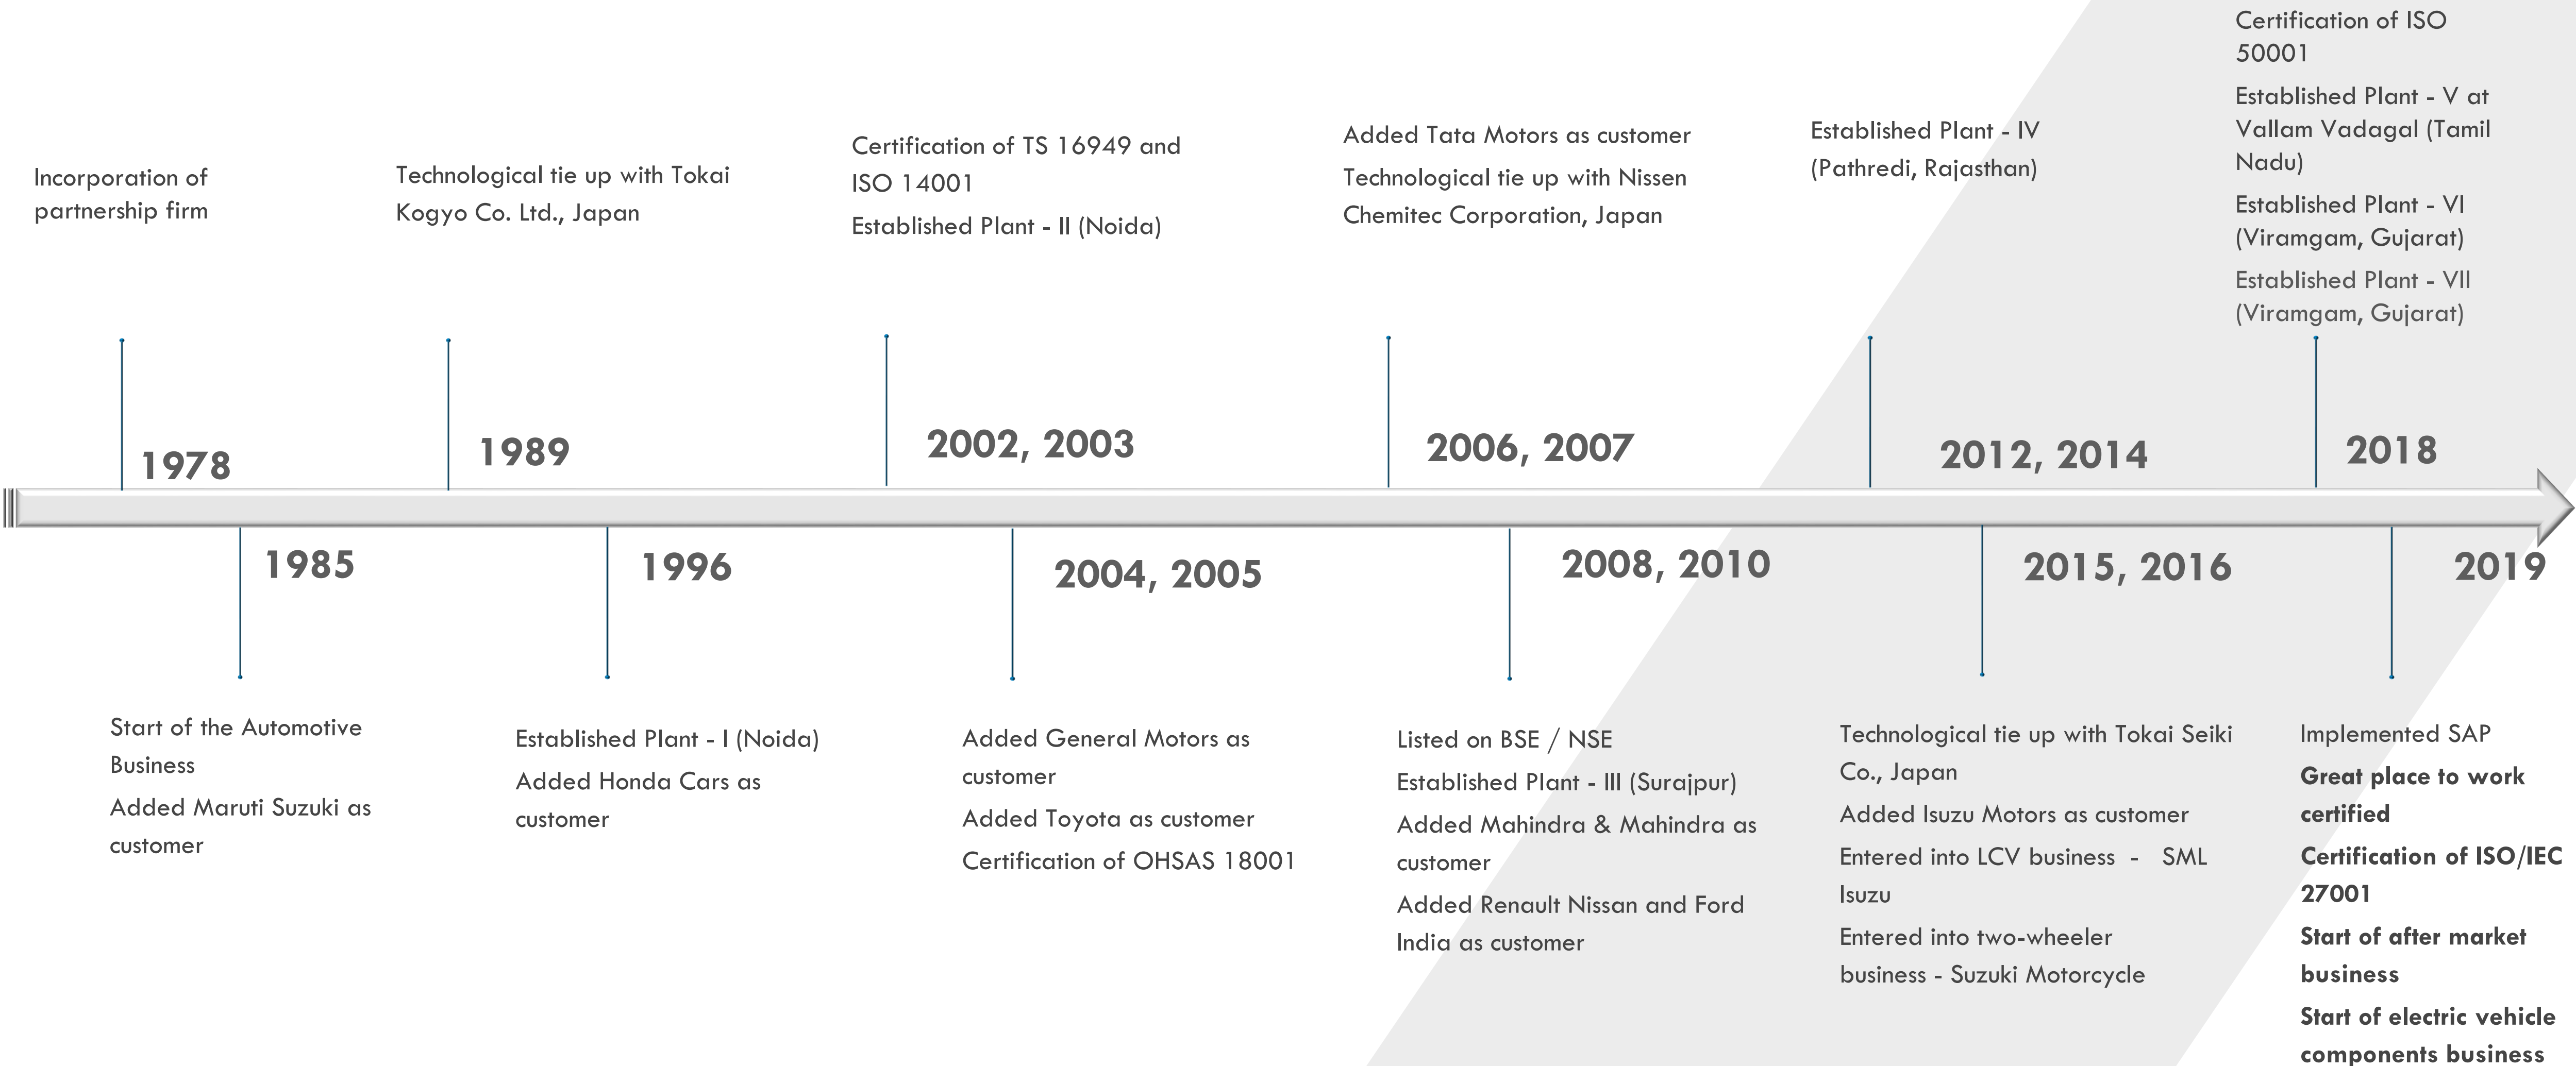 Incorporation of
partnership firm
1978
Start of the Automotive
Business
Added Maruti Suzuki as
customer
1985
Technological tie up with Tokai
Kogyo Co. Ltd., Japan
1989
Established Plant - I (Noida)
Added Honda Cars as
customer
1996
Certification of TS 16949 and
ISO 14001
Established Plant - II (Noida)
2002, 2003
Added General Motors as
customer
Added Toyota as customer
Certification of OHSAS 18001
2004, 2005
Added Tata Motors as customer
Technological tie up with Nissen
Chemitec Corporation, Japan
2006, 2007
Listed on BSE / NSE
Established Plant - III (Surajpur)
Added Mahindra & Mahindra as
customer
Added Renault Nissan and Ford
India as customer
2008, 2010
Established Plant - IV
(Pathredi, Rajasthan)
2012, 2014
Technological tie up with Tokai Seiki
Co., Japan
Added Isuzu Motors as customer
Entered into LCV business - SML
Isuzu
Entered into two-wheeler
business - Suzuki Motorcycle
2015, 2016
Certification of ISO
50001
Established Plant - V at
Vallam Vadagal (Tamil
Nadu)
Established Plant - VI
(Viramgam, Gujarat)
Established Plant - VII
(Viramgam, Gujarat)
2018
Implemented SAP
Great place to work
certified
Certification of ISO/IEC
27001
Start of after market
business
Start of electric vehicle
components business
2019